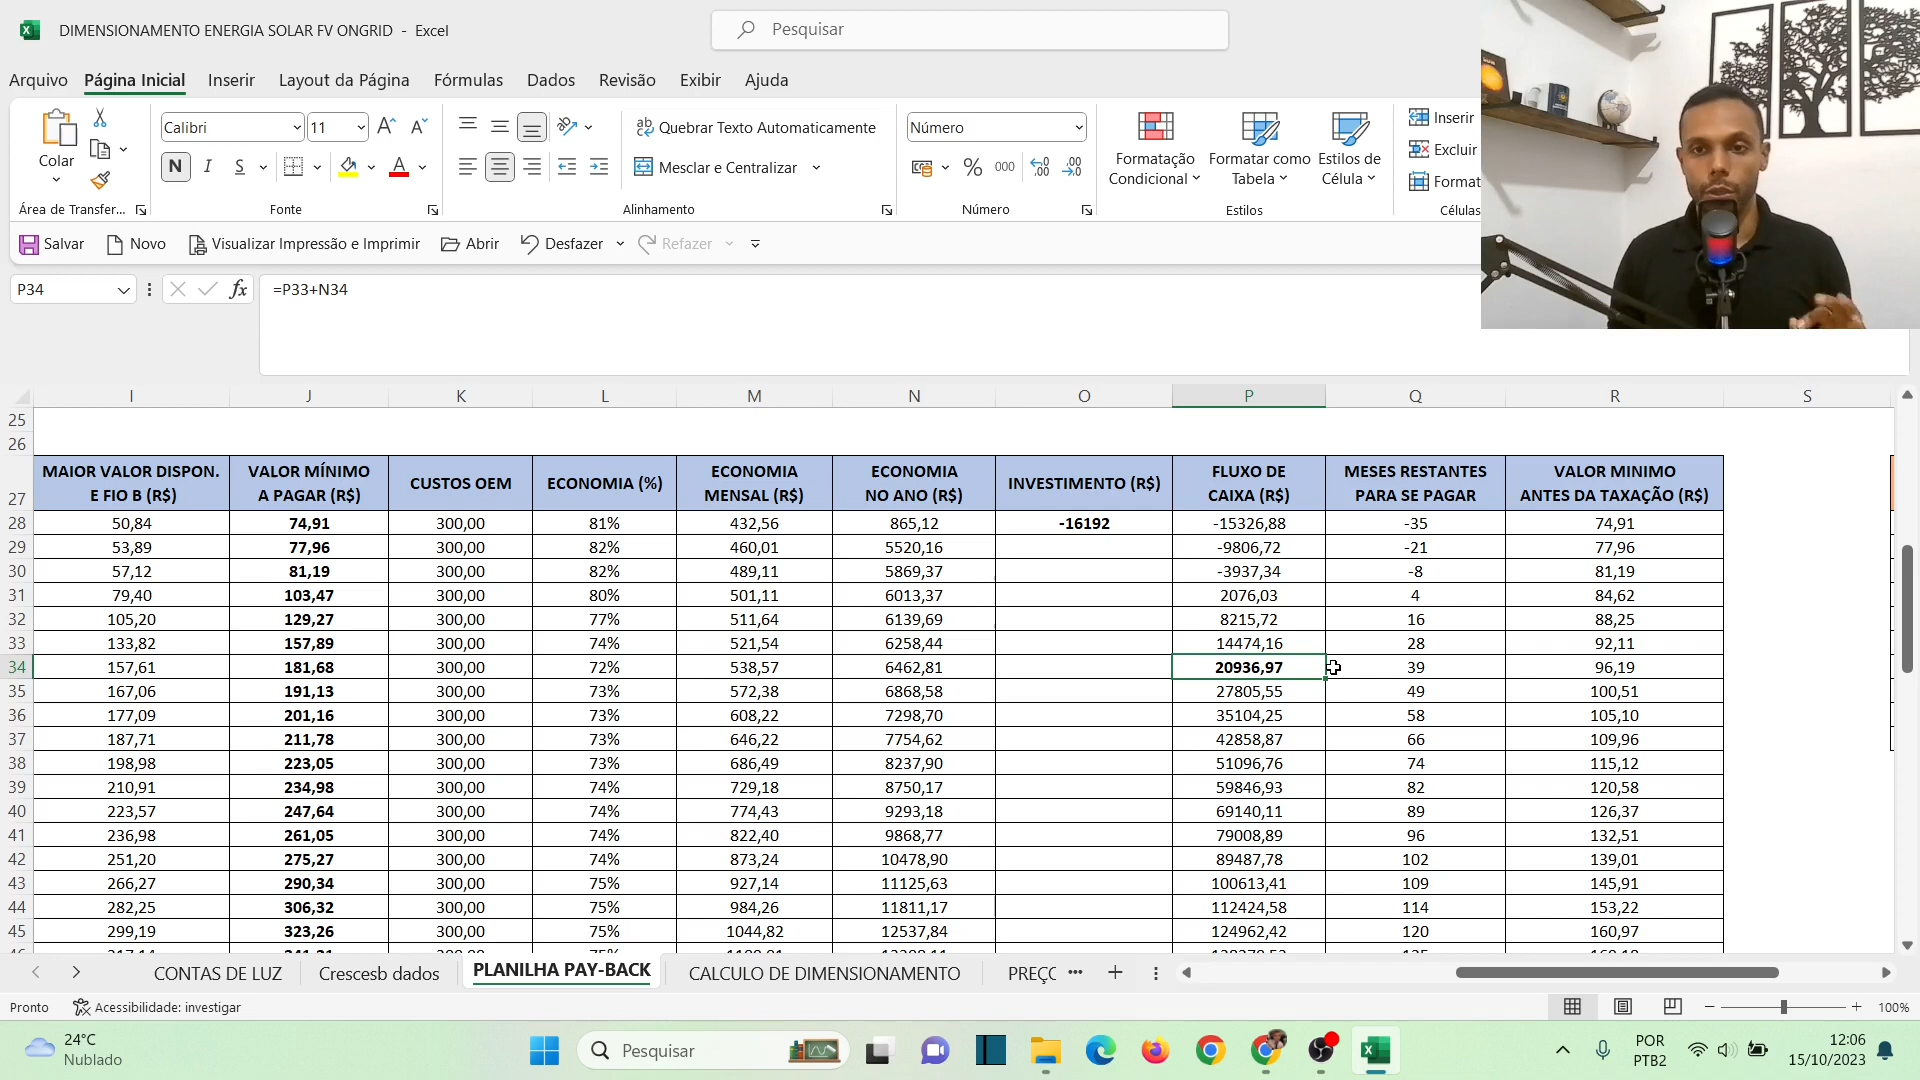 DIMENSIONAMENTO ENERGIA SOLAR FV ONGRID - Excel
Pesquisar
Arquivo Página Inicial Inserir Layout da Página Fórmulas Dados Revisão Exibir Ajuda
Colar
Área de Transfer...
Calibri 11
N I S
Fonte
Quebrar Texto Automaticamente
Mesclar e Centralizar
Alinhamento
Número
% 000
Número
Formatação Condicional
Formatar como Tabela
Estilos de Célula
Estilos
Inserir
Excluir
Format
Células
Salvar Novo Visualizar Impressão e Imprimir Abrir Desfazer Refazer
P34 fx =P33+N34
I J K L M N O P Q R S
25
26
27 MAIOR VALOR DISPON. E FIO B (R$) VALOR MÍNIMO A PAGAR (R$) CUSTOS OEM ECONOMIA (%) ECONOMIA MENSAL (R$) ECONOMIA NO ANO (R$) INVESTIMENTO (R$) FLUXO DE CAIXA (R$) MESES RESTANTES PARA SE PAGAR VALOR MINIMO ANTES DA TAXAÇÃO (R$)
28 50,84 74,91 300,00 81% 432,56 865,12 -16192 -15326,88 -35 74,91
29 53,89 77,96 300,00 82% 460,01 5520,16 -9806,72 -21 77,96
30 57,12 81,19 300,00 82% 489,11 5869,37 -3937,34 -8 81,19
31 79,40 103,47 300,00 80% 501,11 6013,37 2076,03 4 84,62
32 105,20 129,27 300,00 77% 511,64 6139,69 8215,72 16 88,25
33 133,82 157,89 300,00 74% 521,54 6258,44 14474,16 28 92,11
34 157,61 181,68 300,00 72% 538,57 6462,81 20936,97 39 96,19
35 167,06 191,13 300,00 73% 572,38 6868,58 27805,55 49 100,51
36 177,09 201,16 300,00 73% 608,22 7298,70 35104,25 58 105,10
37 187,71 211,78 300,00 73% 646,22 7754,62 42858,87 66 109,96
38 198,98 223,05 300,00 73% 686,49 8237,90 51096,76 74 115,12
39 210,91 234,98 300,00 74% 729,18 8750,17 59846,93 82 120,58
40 223,57 247,64 300,00 74% 774,43 9293,18 69140,11 89 126,37
41 236,98 261,05 300,00 74% 822,40 9868,77 79008,89 96 132,51
42 251,20 275,27 300,00 74% 873,24 10478,90 89487,78 102 139,01
43 266,27 290,34 300,00 75% 927,14 11125,63 100613,41 109 145,91
44 282,25 306,32 300,00 75% 984,26 11811,17 112424,58 114 153,22
45 299,19 323,26 300,00 75% 1044,82 12537,84 124962,42 120 160,97
CONTAS DE LUZ Crescesb dados PLANILHA PAY-BACK CALCULO DE DIMENSIONAMENTO PREÇC
Pronto Acessibilidade: investigar 100%
24°C
Nublado
Pesquisar
POR
PTB2
12:06
15/10/2023